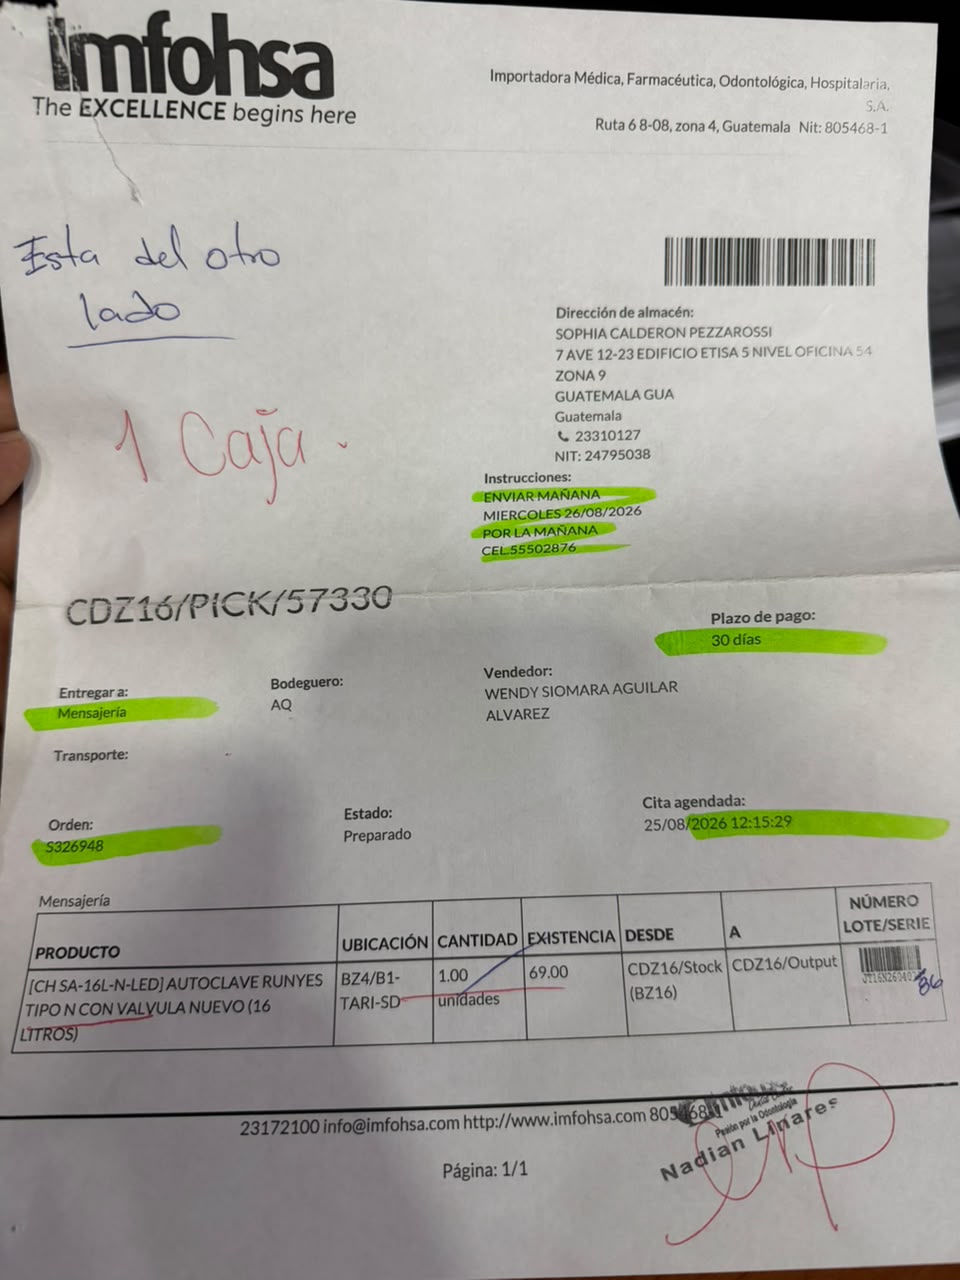 imfohsa
The EXCELLENCE begins here
Importadora Médica, Farmacéutica, Odontológica, Hospitalaria,
S.A.
Ruta 6 8-08, zona 4, Guatemala Nit: 805468-1
Esta del otro
lado
1 Caja.
Dirección de almacén:
SOPHIA CALDERON PEZZAROSSI
7 AVE 12-23 EDIFICIO ETISA 5 NIVEL OFICINA 54
ZONA 9
GUATEMALA GUA
Guatemala
23310127
NIT: 24795038
Instrucciones:
ENVIAR MAÑANA
MIERCOLES 26/08/2026
POR LA MAÑANA
CEL.55502876
CDZ16/PICK/57330
Plazo de pago:
30 días
Entregar a:
Mensajería
Bodeguero:
AQ
Vendedor:
WENDY SIOMARA AGUILAR
ALVAREZ
Transporte:
Orden:
S326948
Estado:
Preparado
Cita agendada:
25/08/2026 12:15:29
Mensajería
PRODUCTO UBICACIÓN CANTIDAD EXISTENCIA DESDE A NÚMERO LOTE/SERIE
[CH SA-16L-N-LED] AUTOCLAVE RUNYES BZ4/B1- 1.00 69.00 CDZ16/Stock CDZ16/Output
TIPO N CON VALVULA NUEVO (16 TARI-SD unidades (BZ16)
LITROS)
86
23172100 info@imfohsa.com http://www.imfohsa.com 805468-1
Pasión por la Odontología
Nadian Linares
Página: 1/1